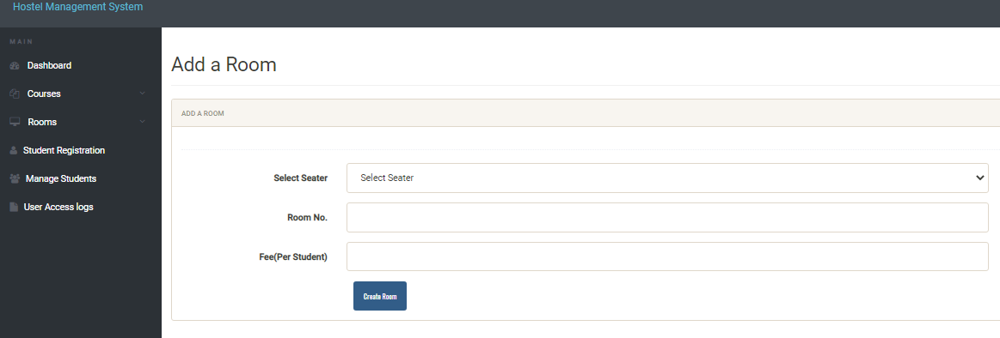 Hostel Management System
MAIN
Dashboard
Courses
Rooms
Student Registration
Manage Students
User Access logs
Add a Room
ADD A ROOM
Select Seater
Select Seater
Room No.
Fee(Per Student)
Create Room